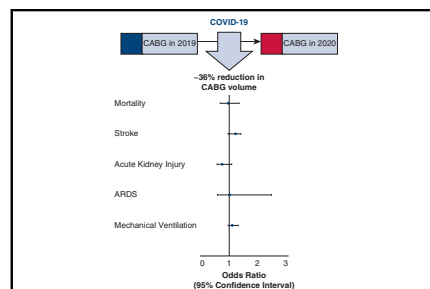 COVID-19
CABG in 2019
CABG in 2020
~36% reduction in
CABG volume
Mortality
Stroke
Acute Kidney Injury
ARDS
Mechanical Ventilation
0 1 2 3
Odds Ratio
(95% Confidence Interval)